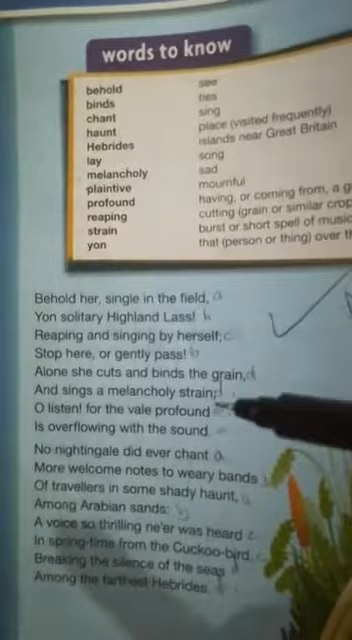 words to know
behold see
binds ties
chant sing
haunt place (visited frequently)
Hebrides islands near Great Britain
lay song
melancholy sad
plaintive mournful
profound having, or coming from, a g
reaping cutting (grain or similar crop
strain burst or short spell of music
yon that (person or thing) over th
Behold her, single in the field, a
Yon solitary Highland Lass! b
Reaping and singing by herself; c
Stop here, or gently pass! b
Alone she cuts and binds the grain, d
And sings a melancholy strain;
O listen! for the vale profound
Is overflowing with the sound.
No nightingale did ever chant a
More welcome notes to weary bands
Of travellers in some shady haunt,
Among Arabian sands:
A voice so thrilling ne'er was heard
In spring-time from the Cuckoo-bird,
Breaking the silence of the seas
Among the farthest Hebrides.